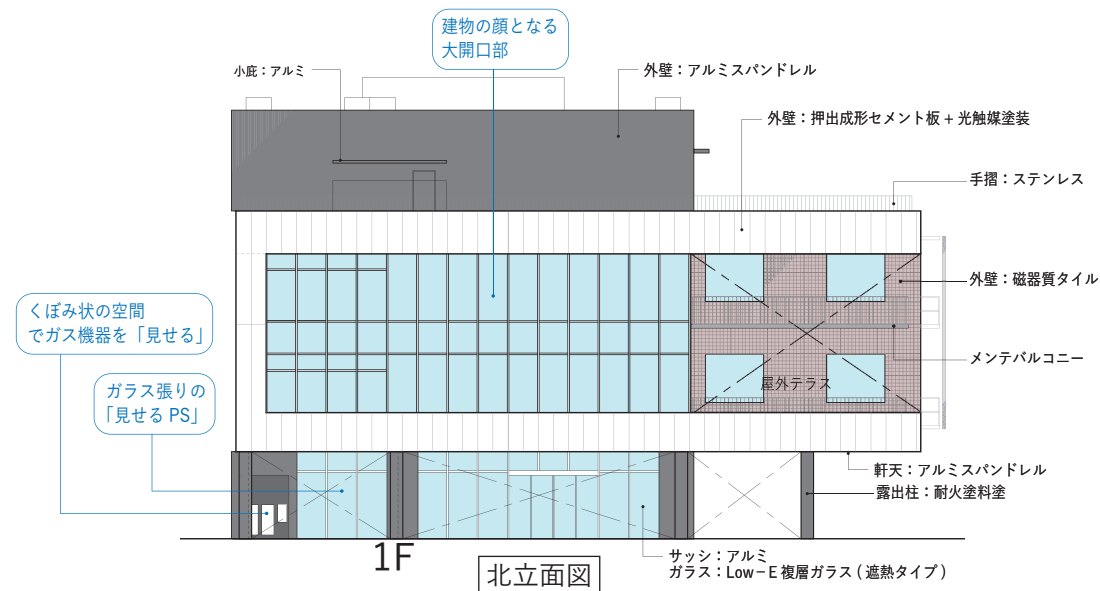 建物の顔となる
大開口部
小庇：アルミ
外壁：アルミスパンドレル
外壁：押出成形セメント板 + 光触媒塗装
手摺：ステンレス
外壁：磁器質タイル
くぼみ状の空間
でガス機器を「見せる」
メンテバルコニー
ガラス張りの
「見せる PS」
屋外テラス
軒天：アルミスパンドレル
露出柱：耐火塗料塗
1F
サッシ：アルミ
ガラス：Low−E 複層ガラス ( 遮熱タイプ )
北立面図